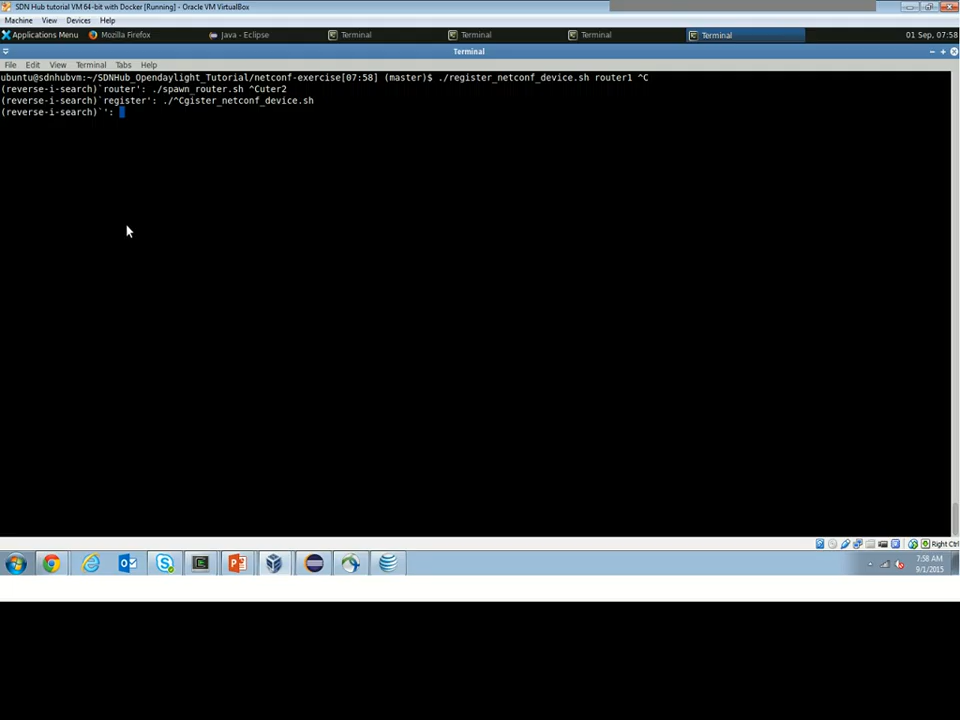 SDN Hub tutorial VM 64-bit with Docker [Running] - Oracle VM VirtualBox
Machine View Devices Help
Applications Menu Mozilla Firefox Java - Eclipse Terminal Terminal Terminal Terminal 01 Sep, 07:58
Terminal
File Edit View Terminal Tabs Help
ubuntu@sdnhubvm:~/SDNHub_Opendaylight_Tutorial/netconf-exercise[07:58] (master)$ ./register_netconf_device.sh router1 ^C
(reverse-i-search)`router': ./spawn_router.sh ^Cuter2
(reverse-i-search)`register': ./^Cgister_netconf_device.sh
(reverse-i-search)`':
Right Ctrl
7:58 AM
9/1/2015